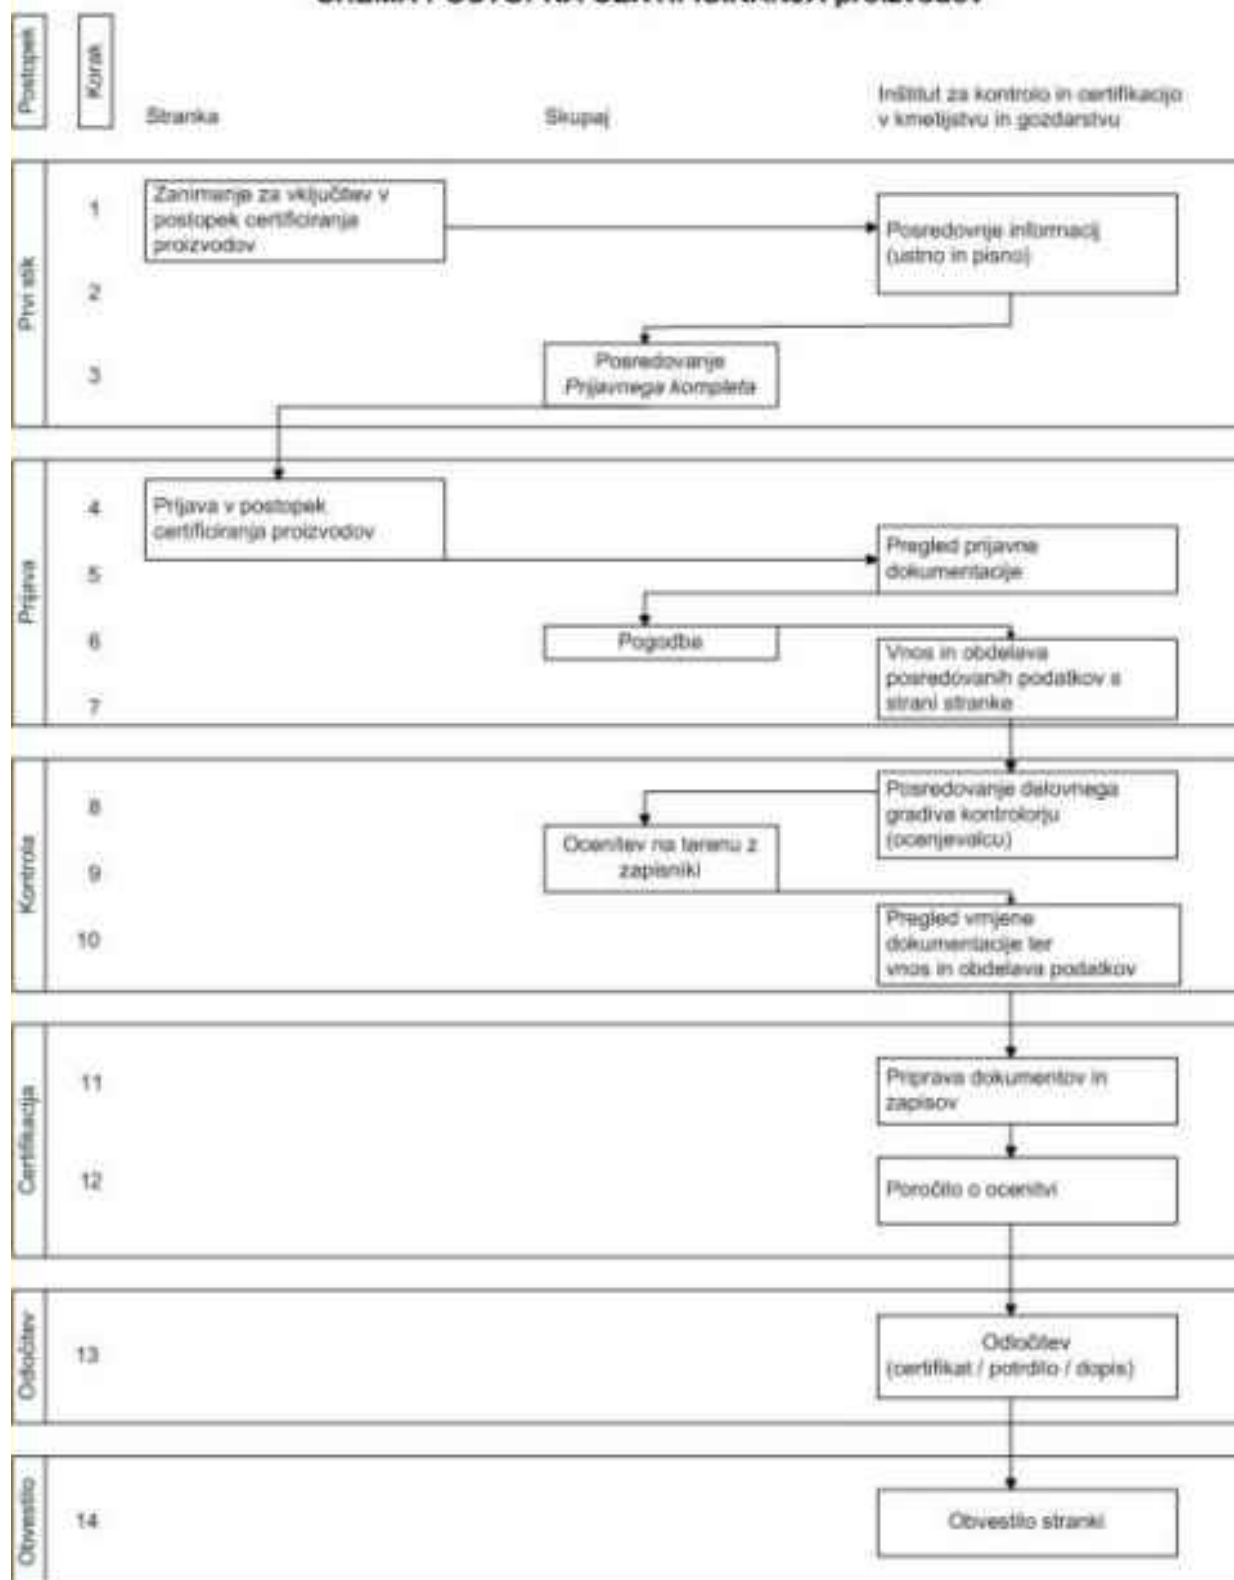 proizvodov
Postopek
Korak
Stranka
Skupaj
Inštitut za kontrolo in certifikacijo
v kmetijstvu in gozdarstvu
Prvi stik
1
Zanimanje za vključitev v
postopek certificiranja
proizvodov
Posredovnje informacij
(ustno in pisno)
2
3
Posredovanje
Prijavnega kompleta
Prijava
4
Prijava v postopek
certificiranja proizvodov
5
Pregled prijavne
dokumentacije
6
Pogodba
Vnos in obdelava
posredovanih podatkov s
strani stranke
7
Kontrola
8
Posredovanje delovnega
gradiva kontrolorju
(ocenjevalcu)
9
Ocenitev na terenu z
zapisniki
10
Pregled vrnjene
dokumentacije ter
vnos in obdelava podatkov
Certifikacija
11
Priprava dokumentov in
zapisov
12
Poročilo o ocenitvi
Odločitev
13
Odločitev
(certifikat / potrdilo / dopis)
Obvestilo
14
Obvestilo stranki